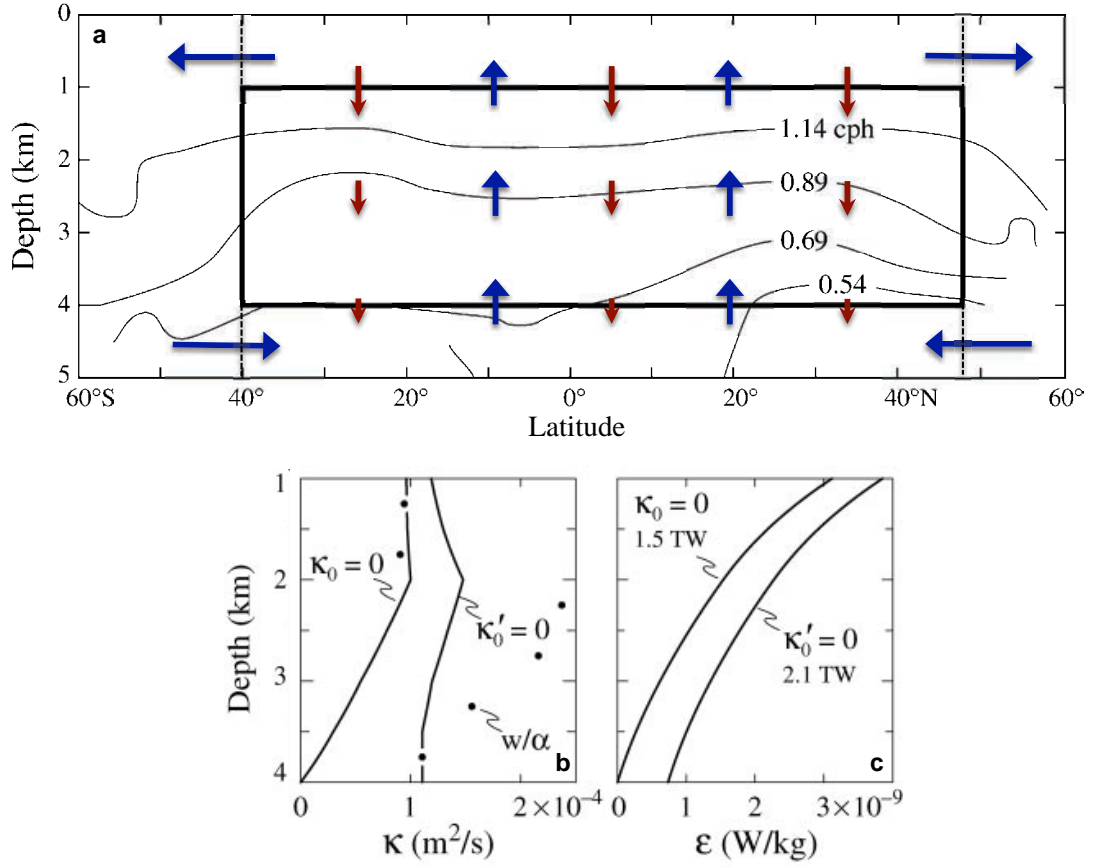 a
0
1
2
3
4
5
Depth (km)
1.14 cph
0.89
0.69
0.54
60°S
40°
20°
0°
20°
40°N
60°
Latitude
1
2
3
4
Depth (km)
κ₀ = 0
κ₀′ = 0
w/α
b
0
1
2×10⁻⁴
κ (m²/s)
κ₀ = 0
1.5 TW
κ₀′ = 0
2.1 TW
c
0
1
2
3×10⁻⁹
ε (W/kg)